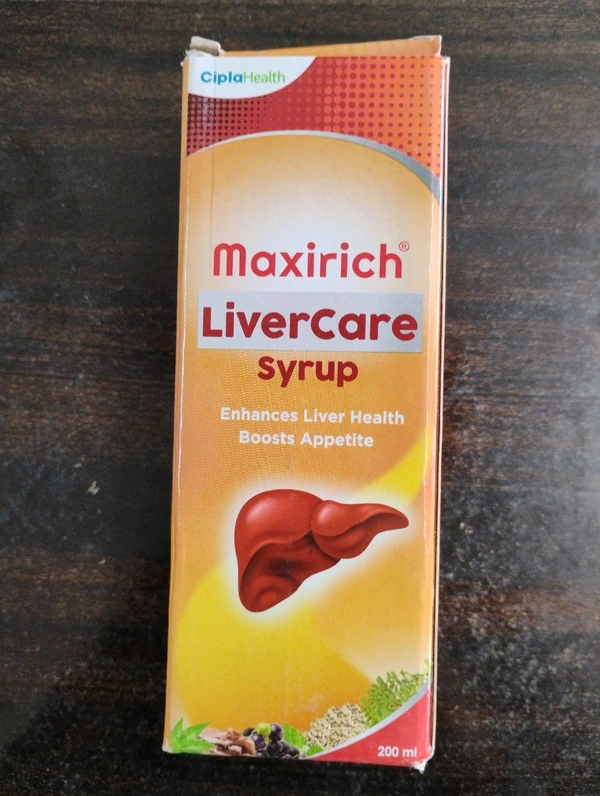 CiplaHealth
Maxirich®
LiverCare
Syrup
Enhances Liver Health
Boosts Appetite
200 ml